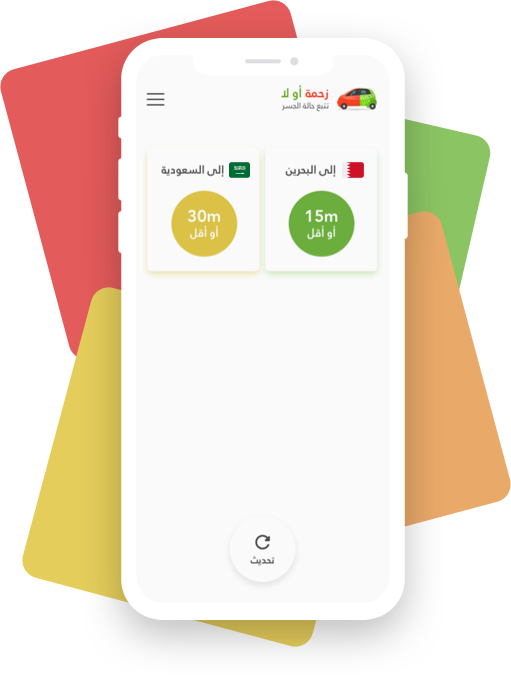 زحمة أو لا
تتبع حالة الجسر
إلى البحرين
15m
أو أقل
إلى السعودية
30m
أو أقل
تحديث